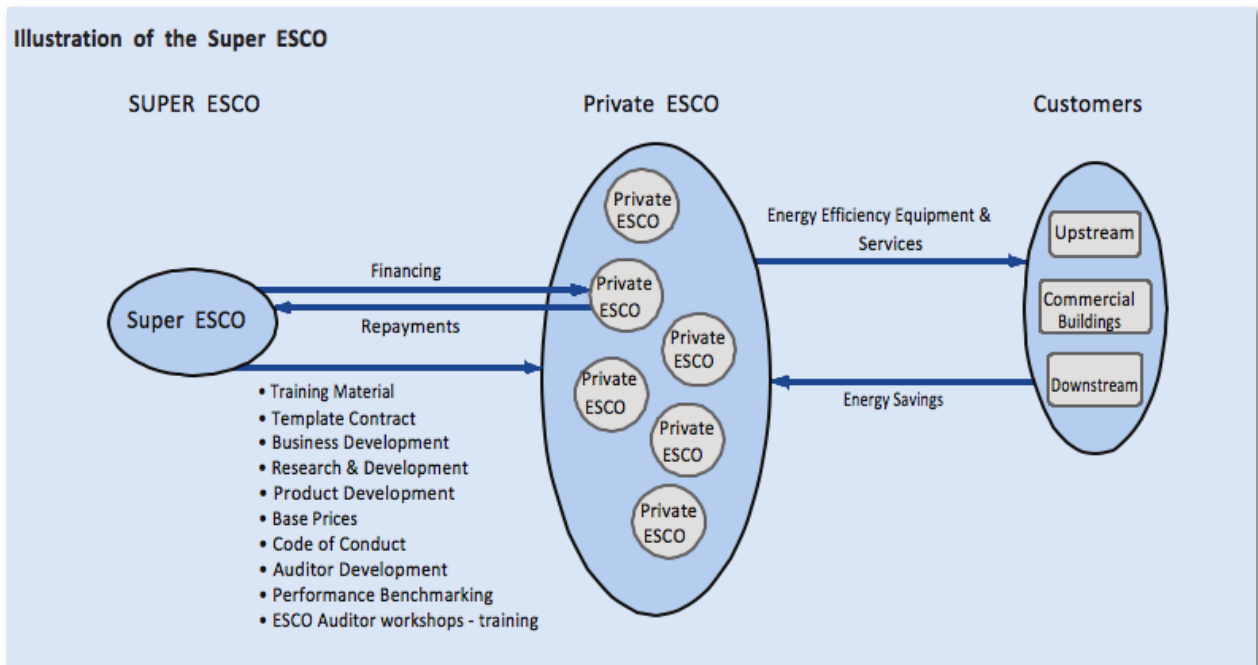 Illustration of the Super ESCO
SUPER ESCO
Private ESCO
Customers
Private
ESCO
Energy Efficiency Equipment &
Services
Upstream
Financing
Private
ESCO
Commercial
Buildings
Super ESCO
Repayments
Private
ESCO
Private
ESCO
Downstream
Energy Savings
• Training Material
• Template Contract
• Business Development
• Research & Development
• Product Development
• Base Prices
• Code of Conduct
• Auditor Development
• Performance Benchmarking
• ESCO Auditor workshops - training
Private
ESCO
Private
ESCO